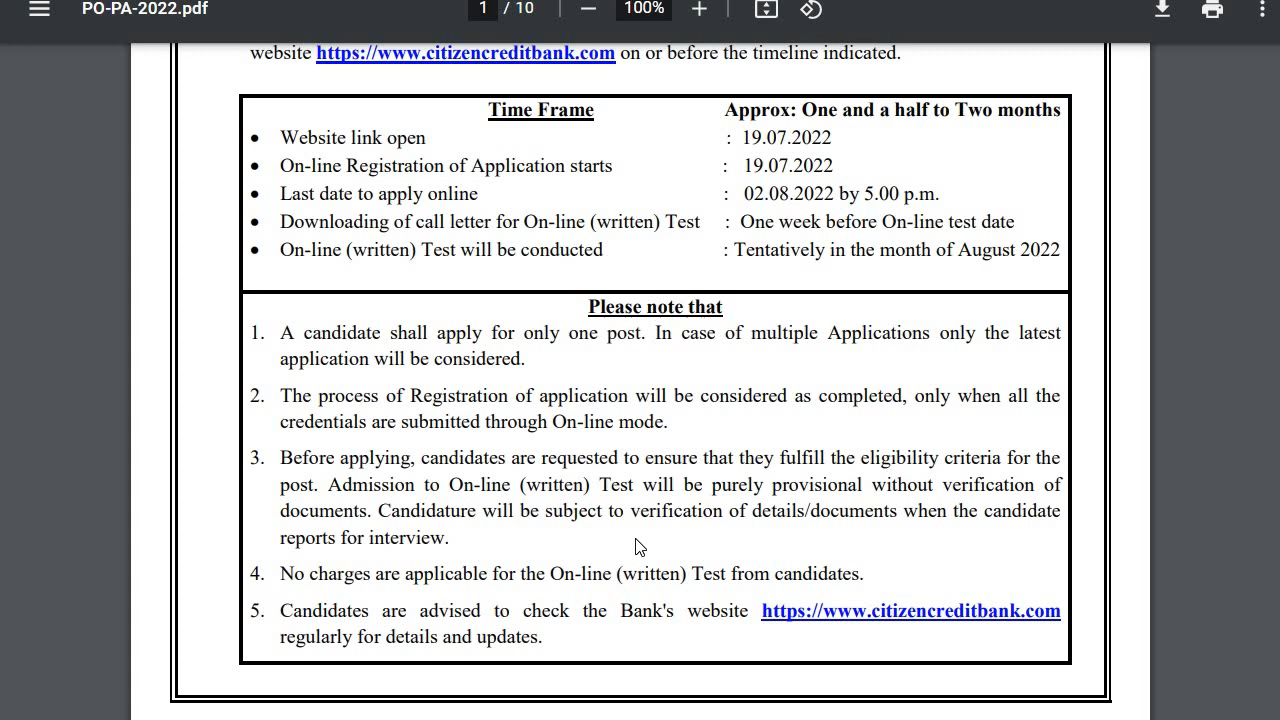 PO-PA-2022.pdf
1 / 10
100%
website https://www.citizencreditbank.com on or before the timeline indicated.
Time Frame Approx: One and a half to Two months
• Website link open : 19.07.2022
• On-line Registration of Application starts : 19.07.2022
• Last date to apply online : 02.08.2022 by 5.00 p.m.
• Downloading of call letter for On-line (written) Test : One week before On-line test date
• On-line (written) Test will be conducted : Tentatively in the month of August 2022
Please note that
1. A candidate shall apply for only one post. In case of multiple Applications only the latest
application will be considered.
2. The process of Registration of application will be considered as completed, only when all the
credentials are submitted through On-line mode.
3. Before applying, candidates are requested to ensure that they fulfill the eligibility criteria for the
post. Admission to On-line (written) Test will be purely provisional without verification of
documents. Candidature will be subject to verification of details/documents when the candidate
reports for interview.
4. No charges are applicable for the On-line (written) Test from candidates.
5. Candidates are advised to check the Bank's website https://www.citizencreditbank.com
regularly for details and updates.